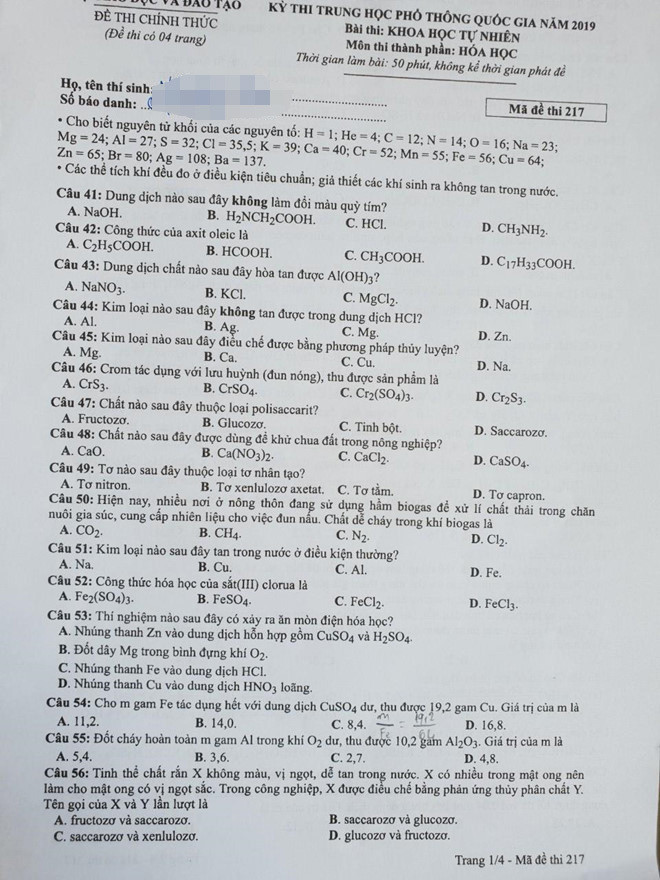 DỤC VÀ ĐÀO TẠO
ĐỀ THI CHÍNH THỨC
(Đề thi có 04 trang)
KỲ THI TRUNG HỌC PHỔ THÔNG QUỐC GIA NĂM 2019
Bài thi: KHOA HỌC TỰ NHIÊN
Môn thi thành phần: HÓA HỌC
Thời gian làm bài: 50 phút, không kể thời gian phát đề
Họ, tên thí sinh:
Số báo danh:
Mã đề thi 217
• Cho biết nguyên tử khối của các nguyên tố: H = 1; He = 4; C = 12; N = 14; O = 16; Na = 23;
Mg = 24; Al = 27; S = 32; Cl = 35,5; K = 39; Ca = 40; Cr = 52; Mn = 55; Fe = 56; Cu = 64;
Zn = 65; Br = 80; Ag = 108; Ba = 137.
• Các thể tích khí đều đo ở điều kiện tiêu chuẩn; giả thiết các khí sinh ra không tan trong nước.
Câu 41: Dung dịch nào sau đây không làm đổi màu quỳ tím?
A. NaOH. B. H₂NCH₂COOH. C. HCl. D. CH₃NH₂.
Câu 42: Công thức của axit oleic là
A. C₂H₅COOH. B. HCOOH. C. CH₃COOH. D. C₁₇H₃₃COOH.
Câu 43: Dung dịch chất nào sau đây hòa tan được Al(OH)₃?
A. NaNO₃. B. KCl. C. MgCl₂. D. NaOH.
Câu 44: Kim loại nào sau đây không tan được trong dung dịch HCl?
A. Al. B. Ag. C. Mg. D. Zn.
Câu 45: Kim loại nào sau đây điều chế được bằng phương pháp thủy luyện?
A. Mg. B. Ca. C. Cu. D. Na.
Câu 46: Crom tác dụng với lưu huỳnh (đun nóng), thu được sản phẩm là
A. CrS₃. B. CrSO₄. C. Cr₂(SO₄)₃. D. Cr₂S₃.
Câu 47: Chất nào sau đây thuộc loại polisaccarit?
A. Fructozơ. B. Glucozơ. C. Tinh bột. D. Saccarozơ.
Câu 48: Chất nào sau đây được dùng để khử chua đất trong nông nghiệp?
A. CaO. B. Ca(NO₃)₂. C. CaCl₂. D. CaSO₄.
Câu 49: Tơ nào sau đây thuộc loại tơ nhân tạo?
A. Tơ nitron. B. Tơ xenlulozơ axetat. C. Tơ tằm. D. Tơ capron.
Câu 50: Hiện nay, nhiều nơi ở nông thôn đang sử dụng hầm biogas để xử lí chất thải trong chăn
nuôi gia súc, cung cấp nhiên liệu cho việc đun nấu. Chất dễ cháy trong khí biogas là
A. CO₂. B. CH₄. C. N₂. D. Cl₂.
Câu 51: Kim loại nào sau đây tan trong nước ở điều kiện thường?
A. Na. B. Cu. C. Al. D. Fe.
Câu 52: Công thức hóa học của sắt(III) clorua là
A. Fe₂(SO₄)₃. B. FeSO₄. C. FeCl₂. D. FeCl₃.
Câu 53: Thí nghiệm nào sau đây có xảy ra ăn mòn điện hóa học?
A. Nhúng thanh Zn vào dung dịch hỗn hợp gồm CuSO₄ và H₂SO₄.
B. Đốt dây Mg trong bình đựng khí O₂.
C. Nhúng thanh Fe vào dung dịch HCl.
D. Nhúng thanh Cu vào dung dịch HNO₃ loãng.
Câu 54: Cho m gam Fe tác dụng hết với dung dịch CuSO₄ dư, thu được 19,2 gam Cu. Giá trị của m là
A. 11,2. B. 14,0. C. 8,4. m/Fe = 19,2/64 D. 16,8.
Câu 55: Đốt cháy hoàn toàn m gam Al trong khí O₂ dư, thu được 10,2 gam Al₂O₃. Giá trị của m là
A. 5,4. B. 3,6. C. 2,7. D. 4,8.
Câu 56: Tinh thể chất rắn X không màu, vị ngọt, dễ tan trong nước. X có nhiều trong mật ong nên
làm cho mật ong có vị ngọt sắc. Trong công nghiệp, X được điều chế bằng phản ứng thủy phân chất Y.
Tên gọi của X và Y lần lượt là
A. fructozơ và saccarozơ. B. saccarozơ và glucozơ.
C. saccarozơ và xenlulozơ. D. glucozơ và fructozơ.
Trang 1/4 - Mã đề thi 217